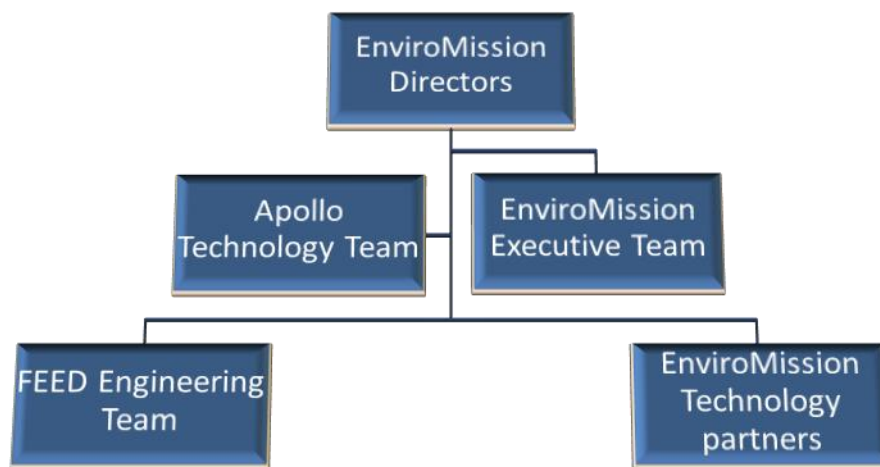 EnviroMission
Directors
Apollo
Technology Team
EnviroMission
Executive Team
FEED Engineering
Team
EnviroMission
Technology
partners